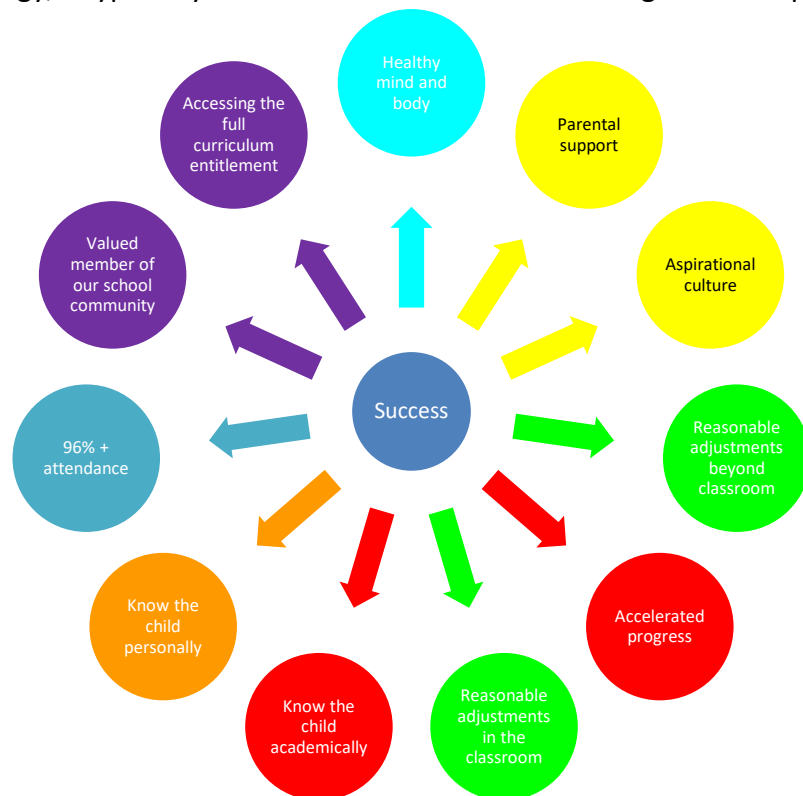 Healthy
mind and
body
Parental
support
Aspirational
culture
Reasonable
adjustments
beyond
classroom
Accelerated
progress
Reasonable
adjustments
in the
classroom
Know the
child
academically
Know the
child
personally
96% +
attendance
Valued
member of
our school
community
Accessing the
full
curriculum
entitlement
Success